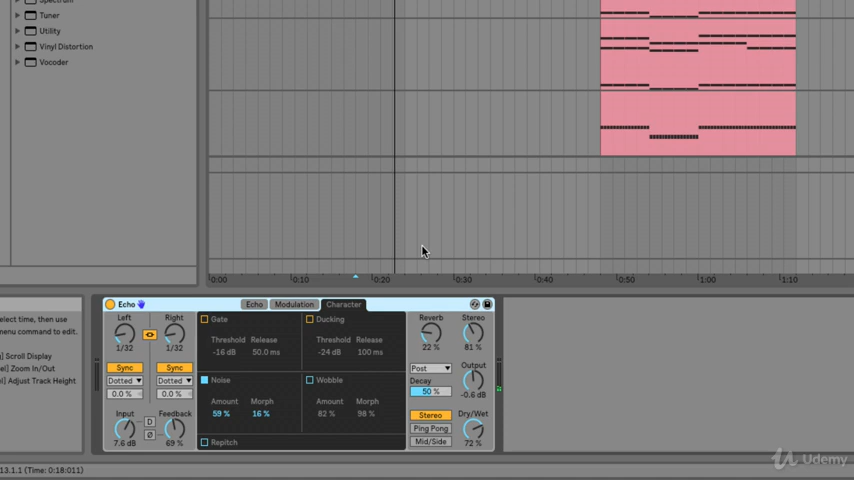 Spectrum
Tuner
Utility
Vinyl Distortion
Vocoder
0:00 0:10 0:20 0:30 0:40 0:50 1:00 1:10
Echo Echo Modulation Character
Left Right Gate Ducking Reverb Stereo
1/32 1/32 Threshold Release Threshold Release 22 % 81 %
-16 dB 50.0 ms -24 dB 100 ms
Sync Sync Post Output
Dotted Dotted Noise Wobble Decay
0.0 % 0.0 % 50 % -0.6 dB
Amount Morph Amount Morph
Input D Feedback 59 % 16 % 82 % 98 % Stereo Dry/Wet
Ø Ping Pong
7.6 dB 69 % Repitch Mid/Side 72 %
elect time, then use
menu command to edit.
] Scroll Display
el] Zoom In/Out
el] Adjust Track Height
13.1.1 (Time: 0:18:011)
Udemy